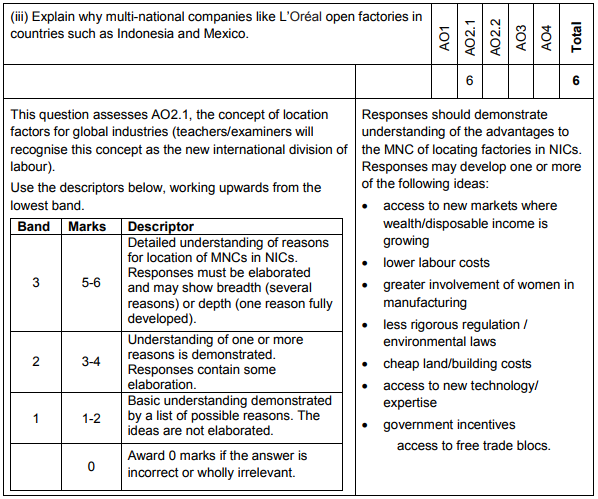 (iii) Explain why multi-national companies like L'Oréal open factories in
countries such as Indonesia and Mexico.
AO1
AO2.1
AO2.2
AO3
AO4
Total
6
6
This question assesses AO2.1, the concept of location
factors for global industries (teachers/examiners will
recognise this concept as the new international division of
labour).
Use the descriptors below, working upwards from the
lowest band.
Band Marks Descriptor
3 5-6 Detailed understanding of reasons
for location of MNCs in NICs.
Responses must be elaborated
and may show breadth (several
reasons) or depth (one reason fully
developed).
2 3-4 Understanding of one or more
reasons is demonstrated.
Responses contain some
elaboration.
1 1-2 Basic understanding demonstrated
by a list of possible reasons. The
ideas are not elaborated.
0 Award 0 marks if the answer is
incorrect or wholly irrelevant.
Responses should demonstrate
understanding of the advantages to
the MNC of locating factories in NICs.
Responses may develop one or more
of the following ideas:
• access to new markets where
wealth/disposable income is
growing
• lower labour costs
• greater involvement of women in
manufacturing
• less rigorous regulation /
environmental laws
• cheap land/building costs
• access to new technology/
expertise
• government incentives
access to free trade blocs.